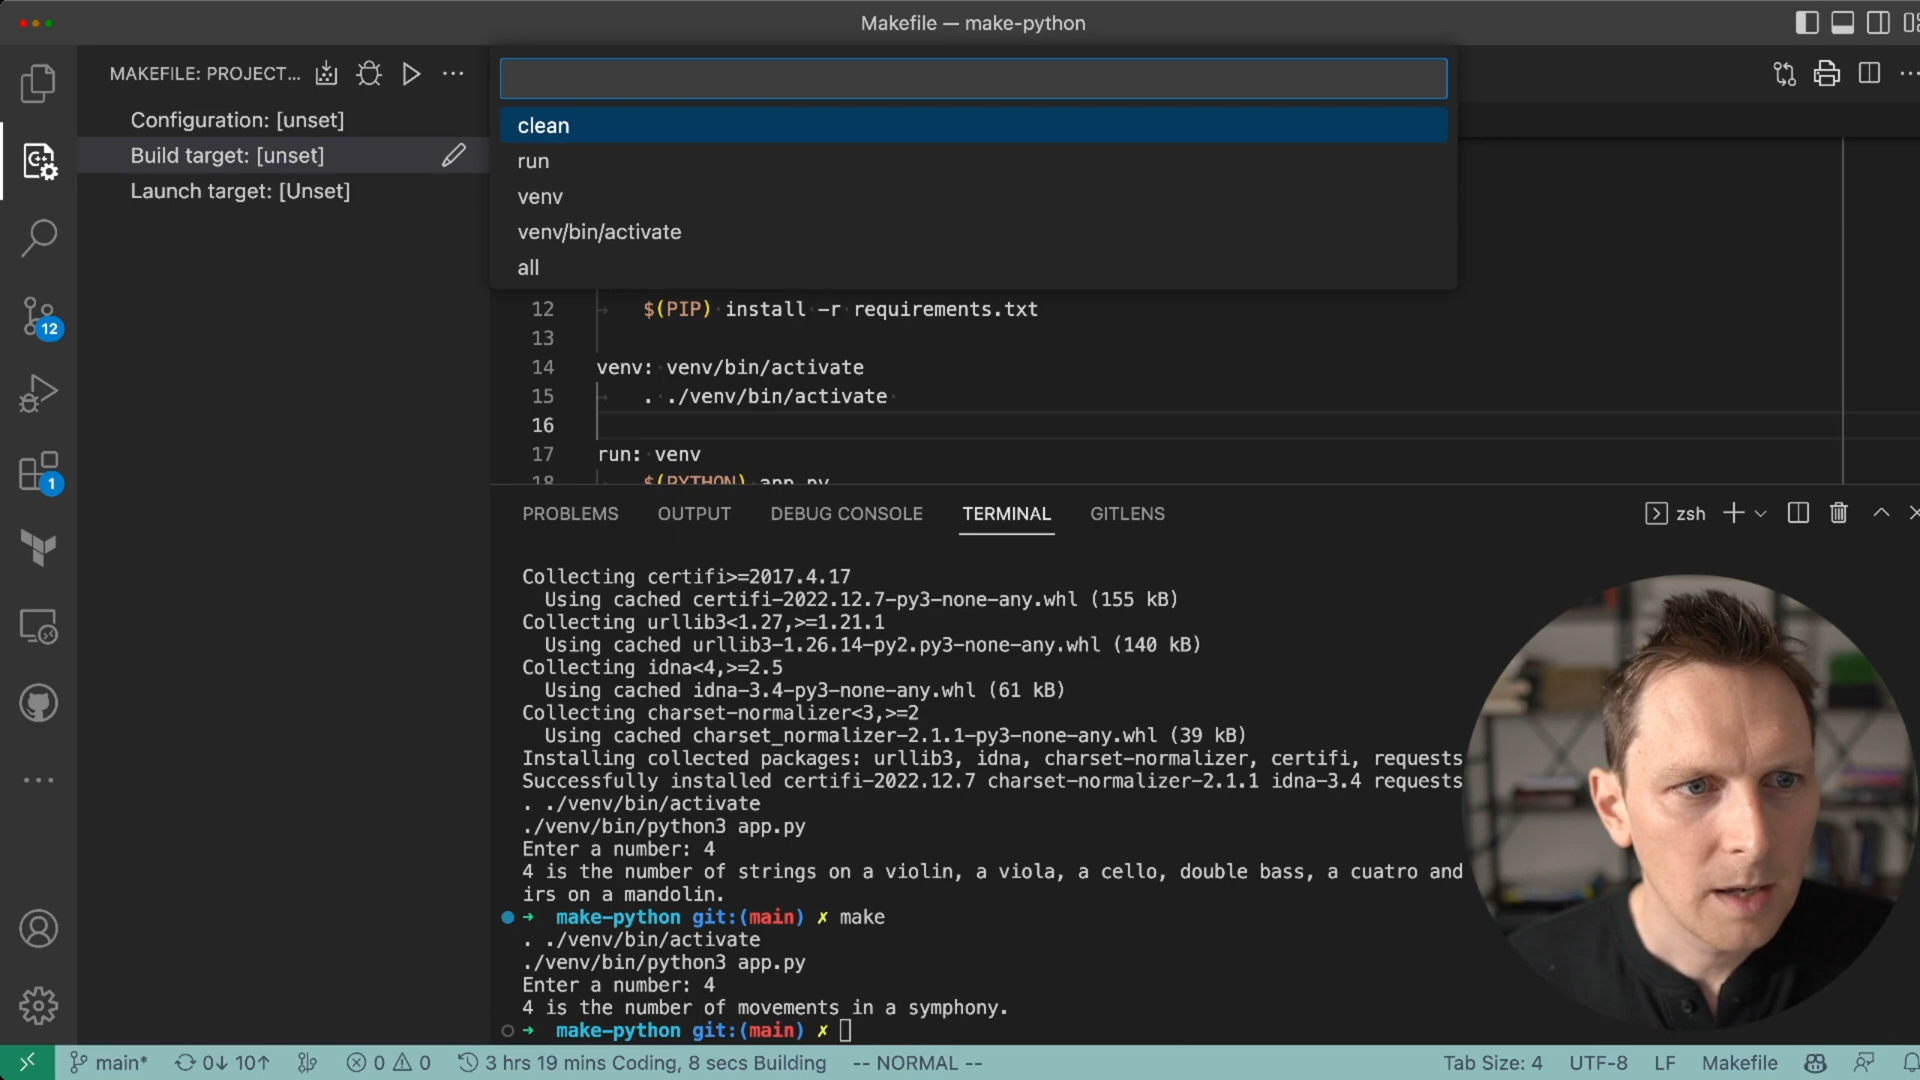 Makefile — make-python
MAKEFILE: PROJECT...
Configuration: [unset]
Build target: [unset]
Launch target: [Unset]
clean
run
venv
venv/bin/activate
all
12 $(PIP) install -r requirements.txt
13
14 venv: venv/bin/activate
15 . ./venv/bin/activate
16
17 run: venv
18 $(PYTHON) app.py
12
1
PROBLEMS OUTPUT DEBUG CONSOLE TERMINAL GITLENS
zsh
Collecting certifi>=2017.4.17
Using cached certifi-2022.12.7-py3-none-any.whl (155 kB)
Collecting urllib3<1.27,>=1.21.1
Using cached urllib3-1.26.14-py2.py3-none-any.whl (140 kB)
Collecting idna<4,>=2.5
Using cached idna-3.4-py3-none-any.whl (61 kB)
Collecting charset-normalizer<3,>=2
Using cached charset_normalizer-2.1.1-py3-none-any.whl (39 kB)
Installing collected packages: urllib3, idna, charset-normalizer, certifi, requests
Successfully installed certifi-2022.12.7 charset-normalizer-2.1.1 idna-3.4 requests
. ./venv/bin/activate
./venv/bin/python3 app.py
Enter a number: 4
4 is the number of strings on a violin, a viola, a cello, double bass, a cuatro and
irs on a mandolin.
➜ make-python git:(main) ✗ make
. ./venv/bin/activate
./venv/bin/python3 app.py
Enter a number: 4
4 is the number of movements in a symphony.
➜ make-python git:(main) ✗
main* 0↓ 10↑ 0 0 3 hrs 19 mins Coding, 8 secs Building -- NORMAL -- Tab Size: 4 UTF-8 LF Makefile